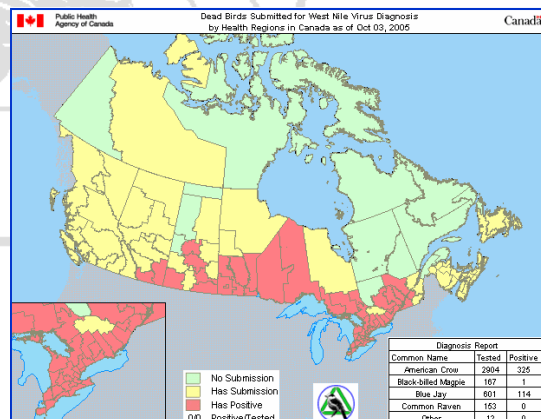 Public Health
Agency of Canada
Dead Birds Submitted for West Nile Virus Diagnosis
by Health Regions in Canada as of Oct 03, 2005
Canada
No Submission
Has Submission
Has Positive
0/0 Positive/Tested
Diagnosis Report
Common Name Tested Positive
American Crow 2904 325
Black-billed Magpie 167 1
Blue Jay 601 114
Common Raven 153 0
Other 12 0